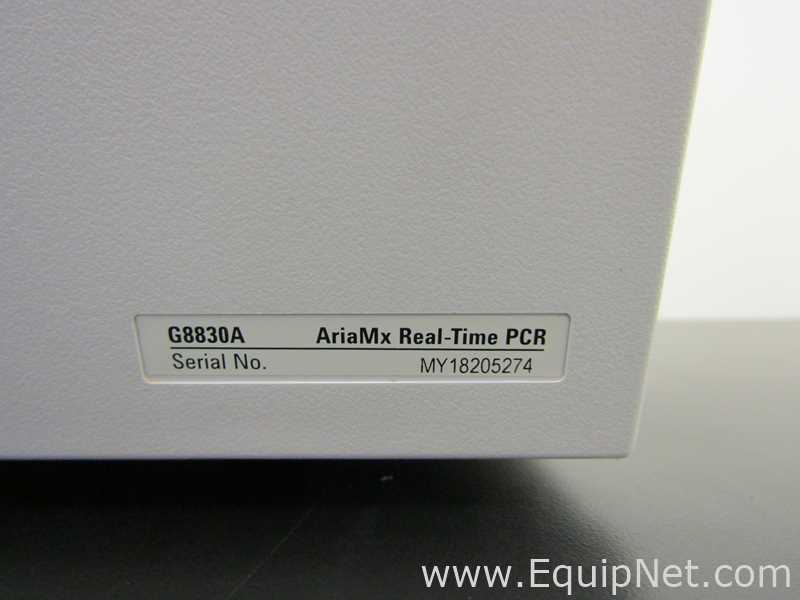 G8830A AriaMx Real-Time PCR
Serial No. MY18205274
www.EquipNet.com